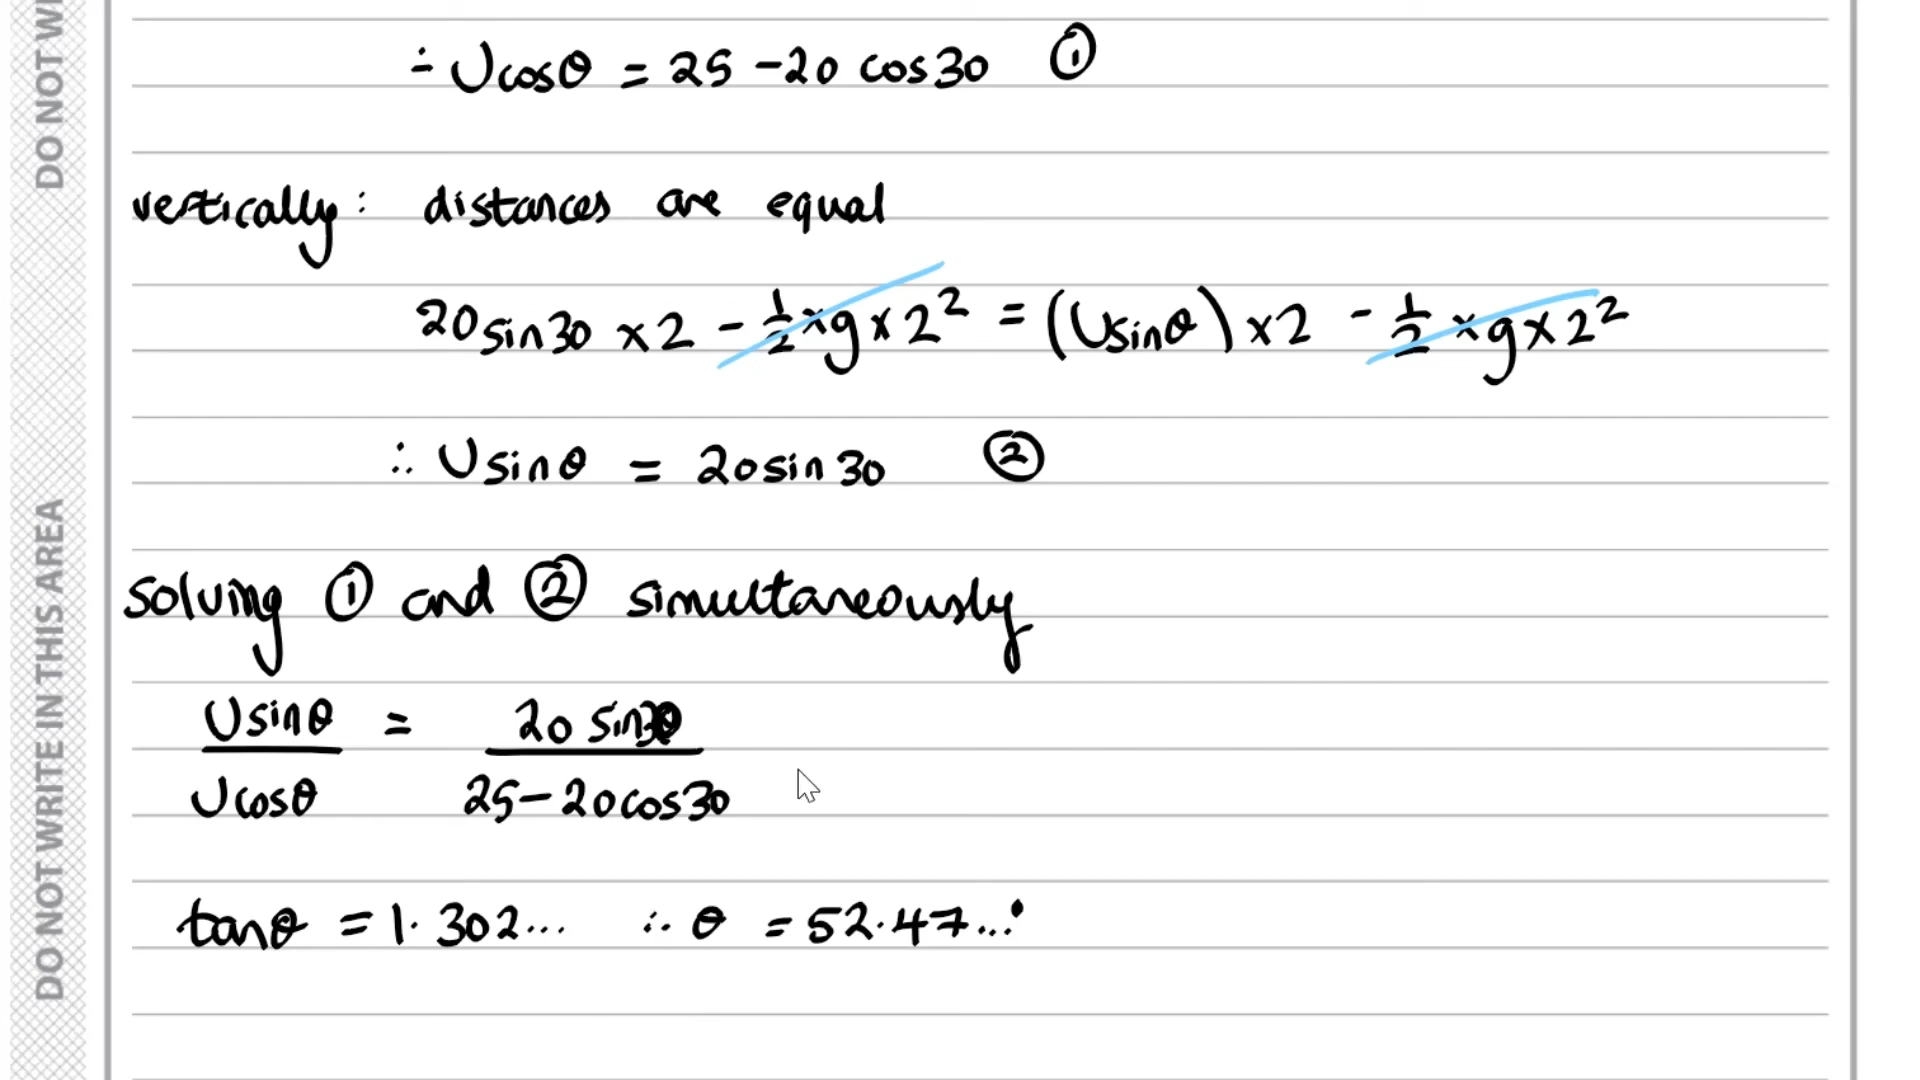 ∴ Ucosθ = 25 - 20 cos30 ①
vertically: distances are equal
20sin30 × 2 - ½ × g × 2² = (Usinθ) × 2 - ½ × g × 2²
∴ Usinθ = 20sin30 ②
solving ① and ② simultaneously
Usinθ = 20 sin30
Ucosθ 25 - 20cos30
tanθ = 1.302... ∴ θ = 52.47...°
DO NOT WRITE IN THIS AREA
DO NOT WR